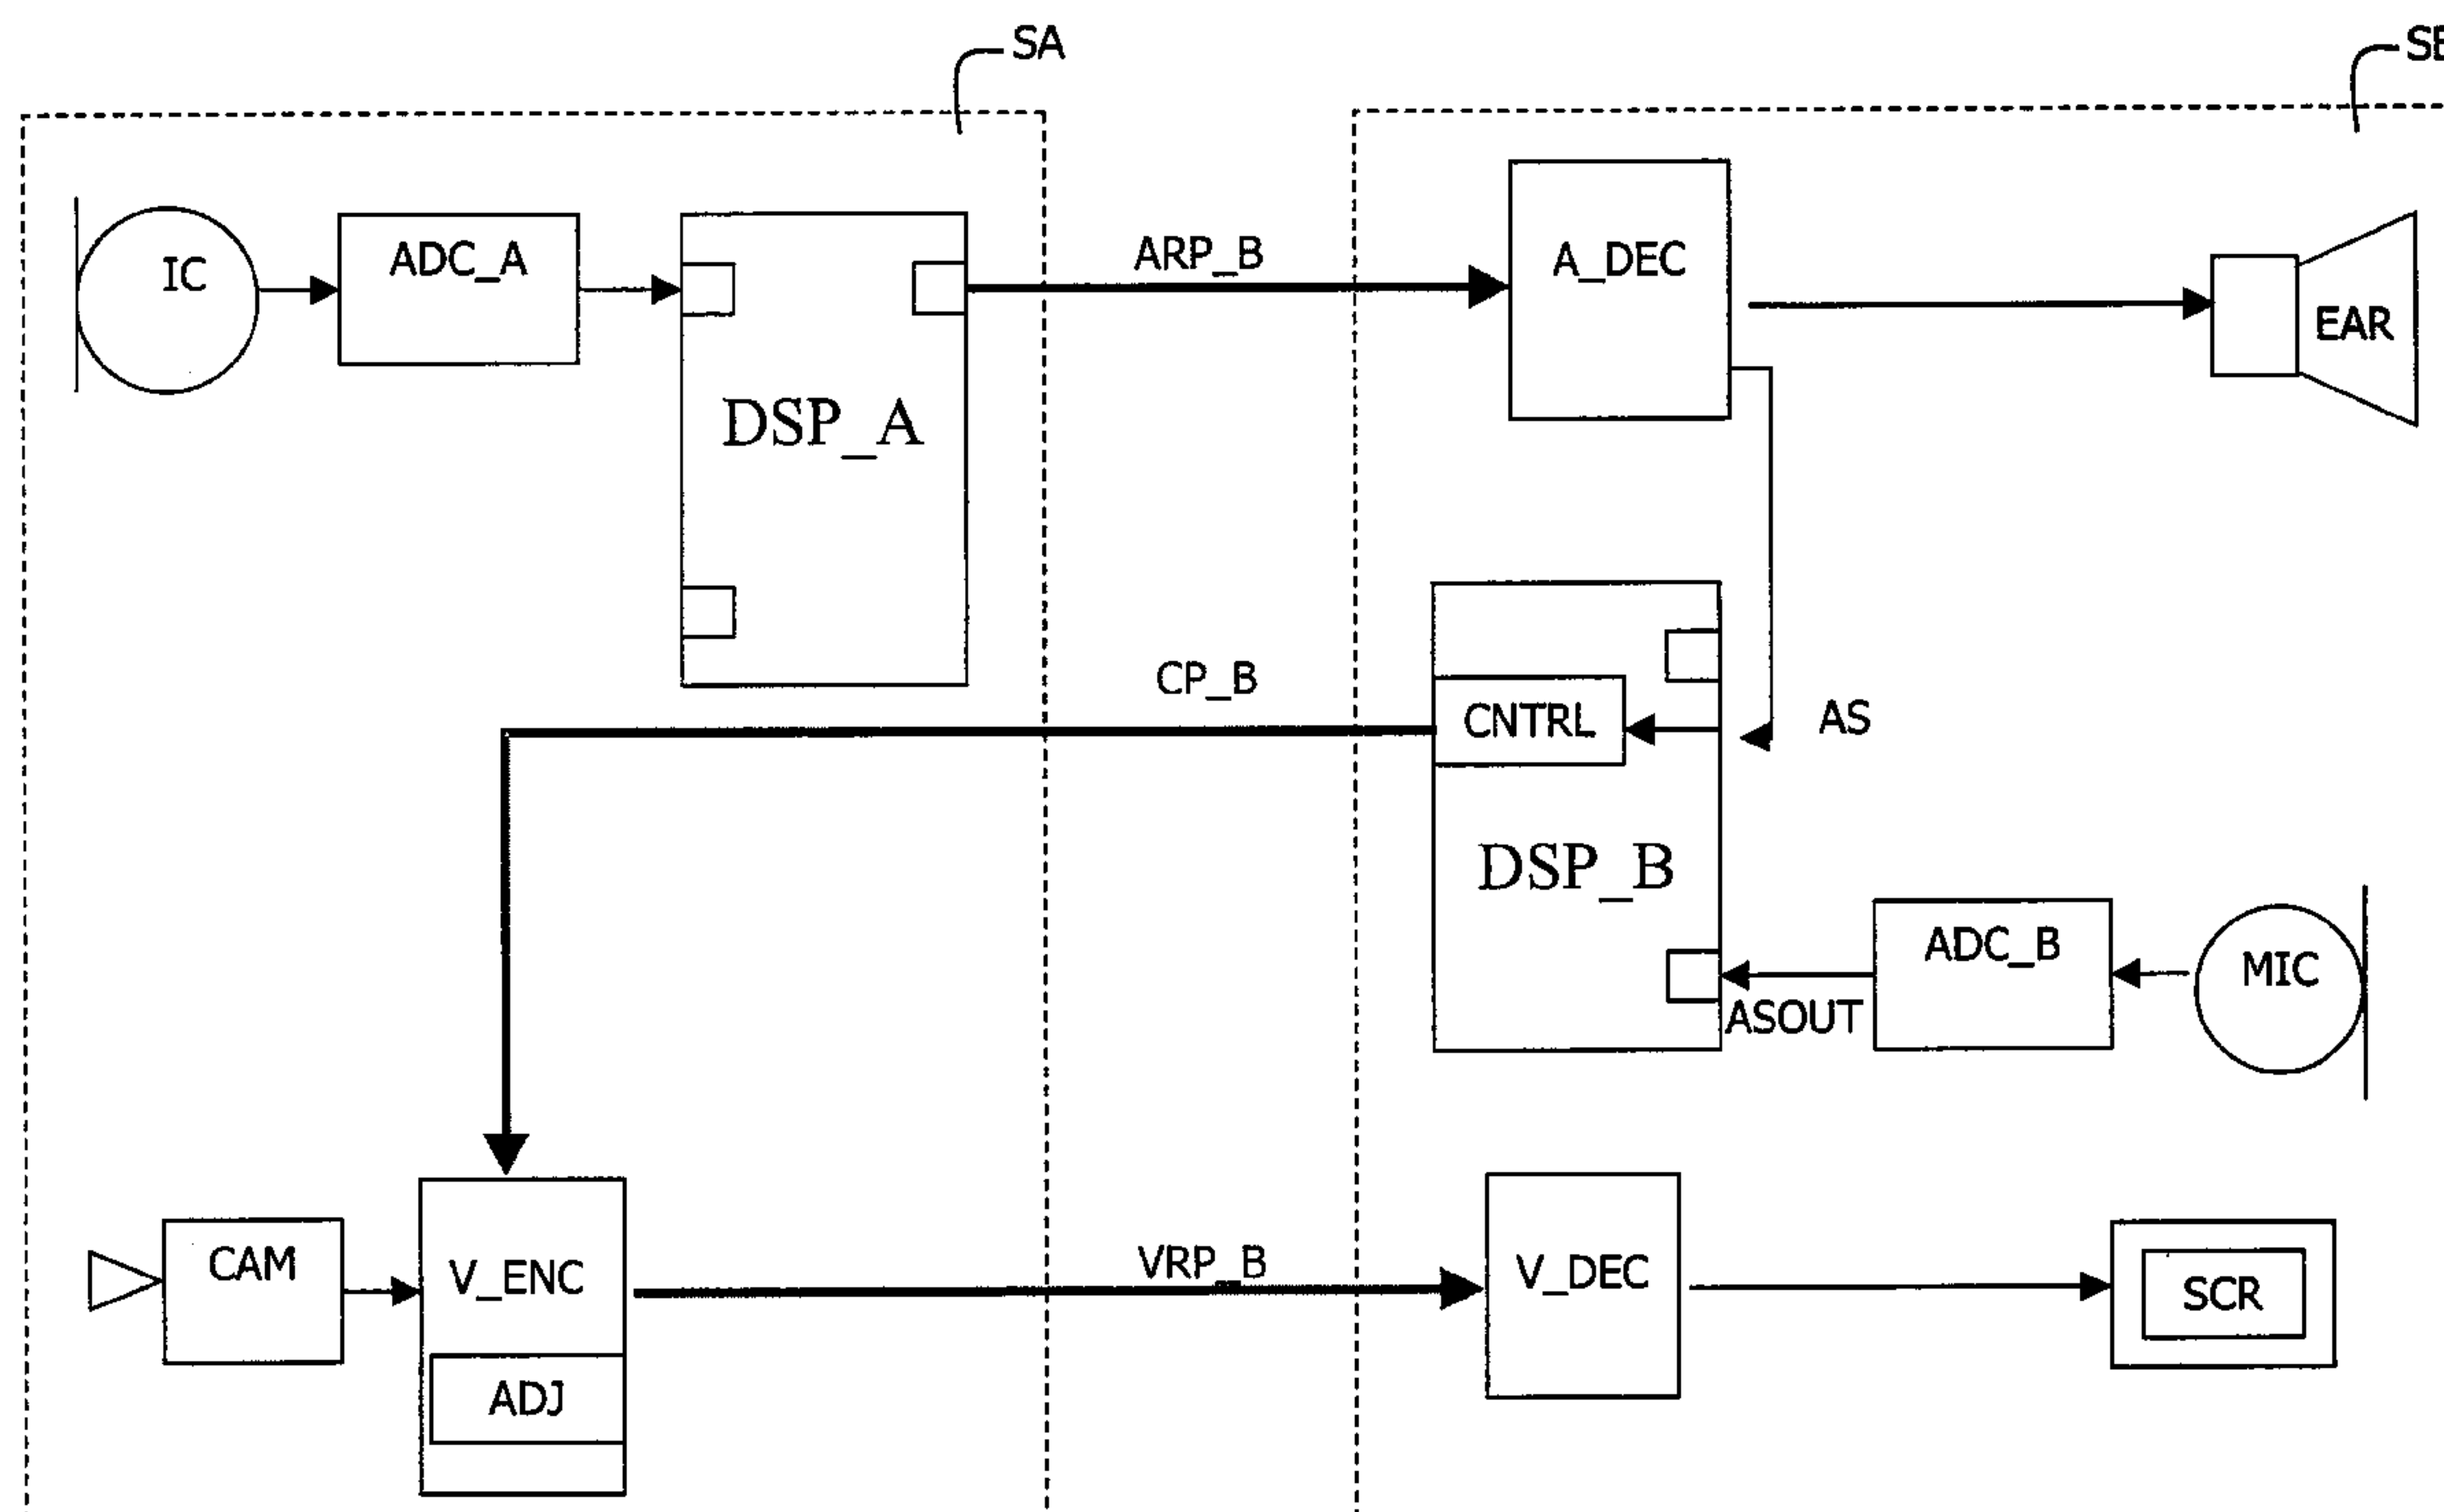 SA
IC
ADC_A
DSP_A
ARP_B
A_DEC
EAR
CP_B
CNTRL
AS
DSP_B
ASOUT
ADC_B
MIC
CAM
V_ENC
ADJ
VRP_B
V_DEC
SCR